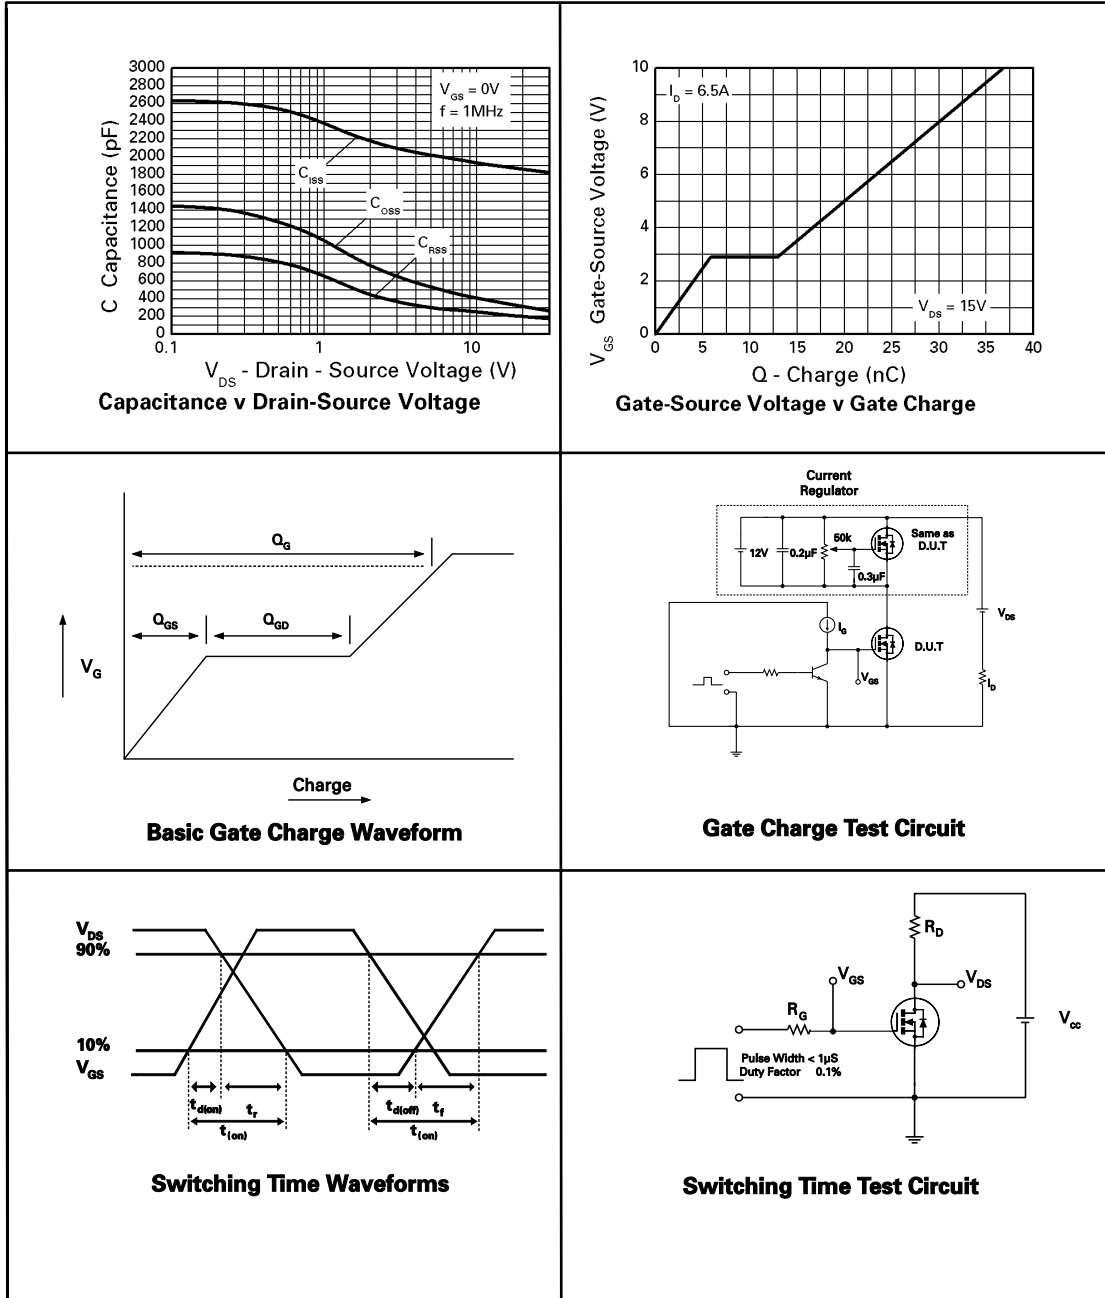 3000
2600
2400
2200
2000
1800
1600
1400
1200
1000
800
600
400
200
0
C Capacitance (pF)
V_GS = 0V
f = 1MHz
C_ISS
C_OSS
C_RSS
0.1
1
10
V_DS - Drain - Source Voltage (V)
Capacitance v Drain-Source Voltage
10
8
6
4
2
0
V_GS Gate-Source Voltage (V)
I_D = 6.5A
V_DS = 15V
0
5
10
15
20
25
30
35
40
Q - Charge (nC)
Gate-Source Voltage v Gate Charge
Q_G
Q_GS
Q_GD
V_G
Charge
Basic Gate Charge Waveform
Current
Regulator
12V
0.2µF
50k
0.3µF
Same as
D.U.T
I_G
V_GS
D.U.T
V_DS
I_D
Gate Charge Test Circuit
V_DS
90%
10%
V_GS
t_d(on)
t_r
t_(on)
t_d(off)
t_f
t_(on)
Switching Time Waveforms
R_D
V_GS
V_DS
R_G
V_cc
Pulse Width < 1µS
Duty Factor 0.1%
Switching Time Test Circuit